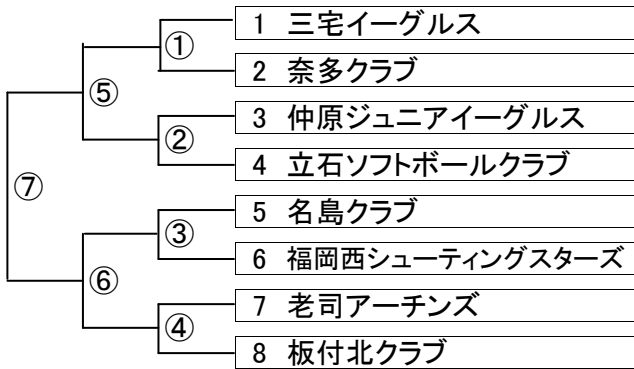 ① 1 三宅イーグルス
2 奈多クラブ
⑤
3 仲原ジュニアイーグルス
② 4 立石ソフトボールクラブ
⑦
5 名島クラブ
③ 6 福岡西シューティングスターズ
⑥
7 老司アーチンズ
④ 8 板付北クラブ